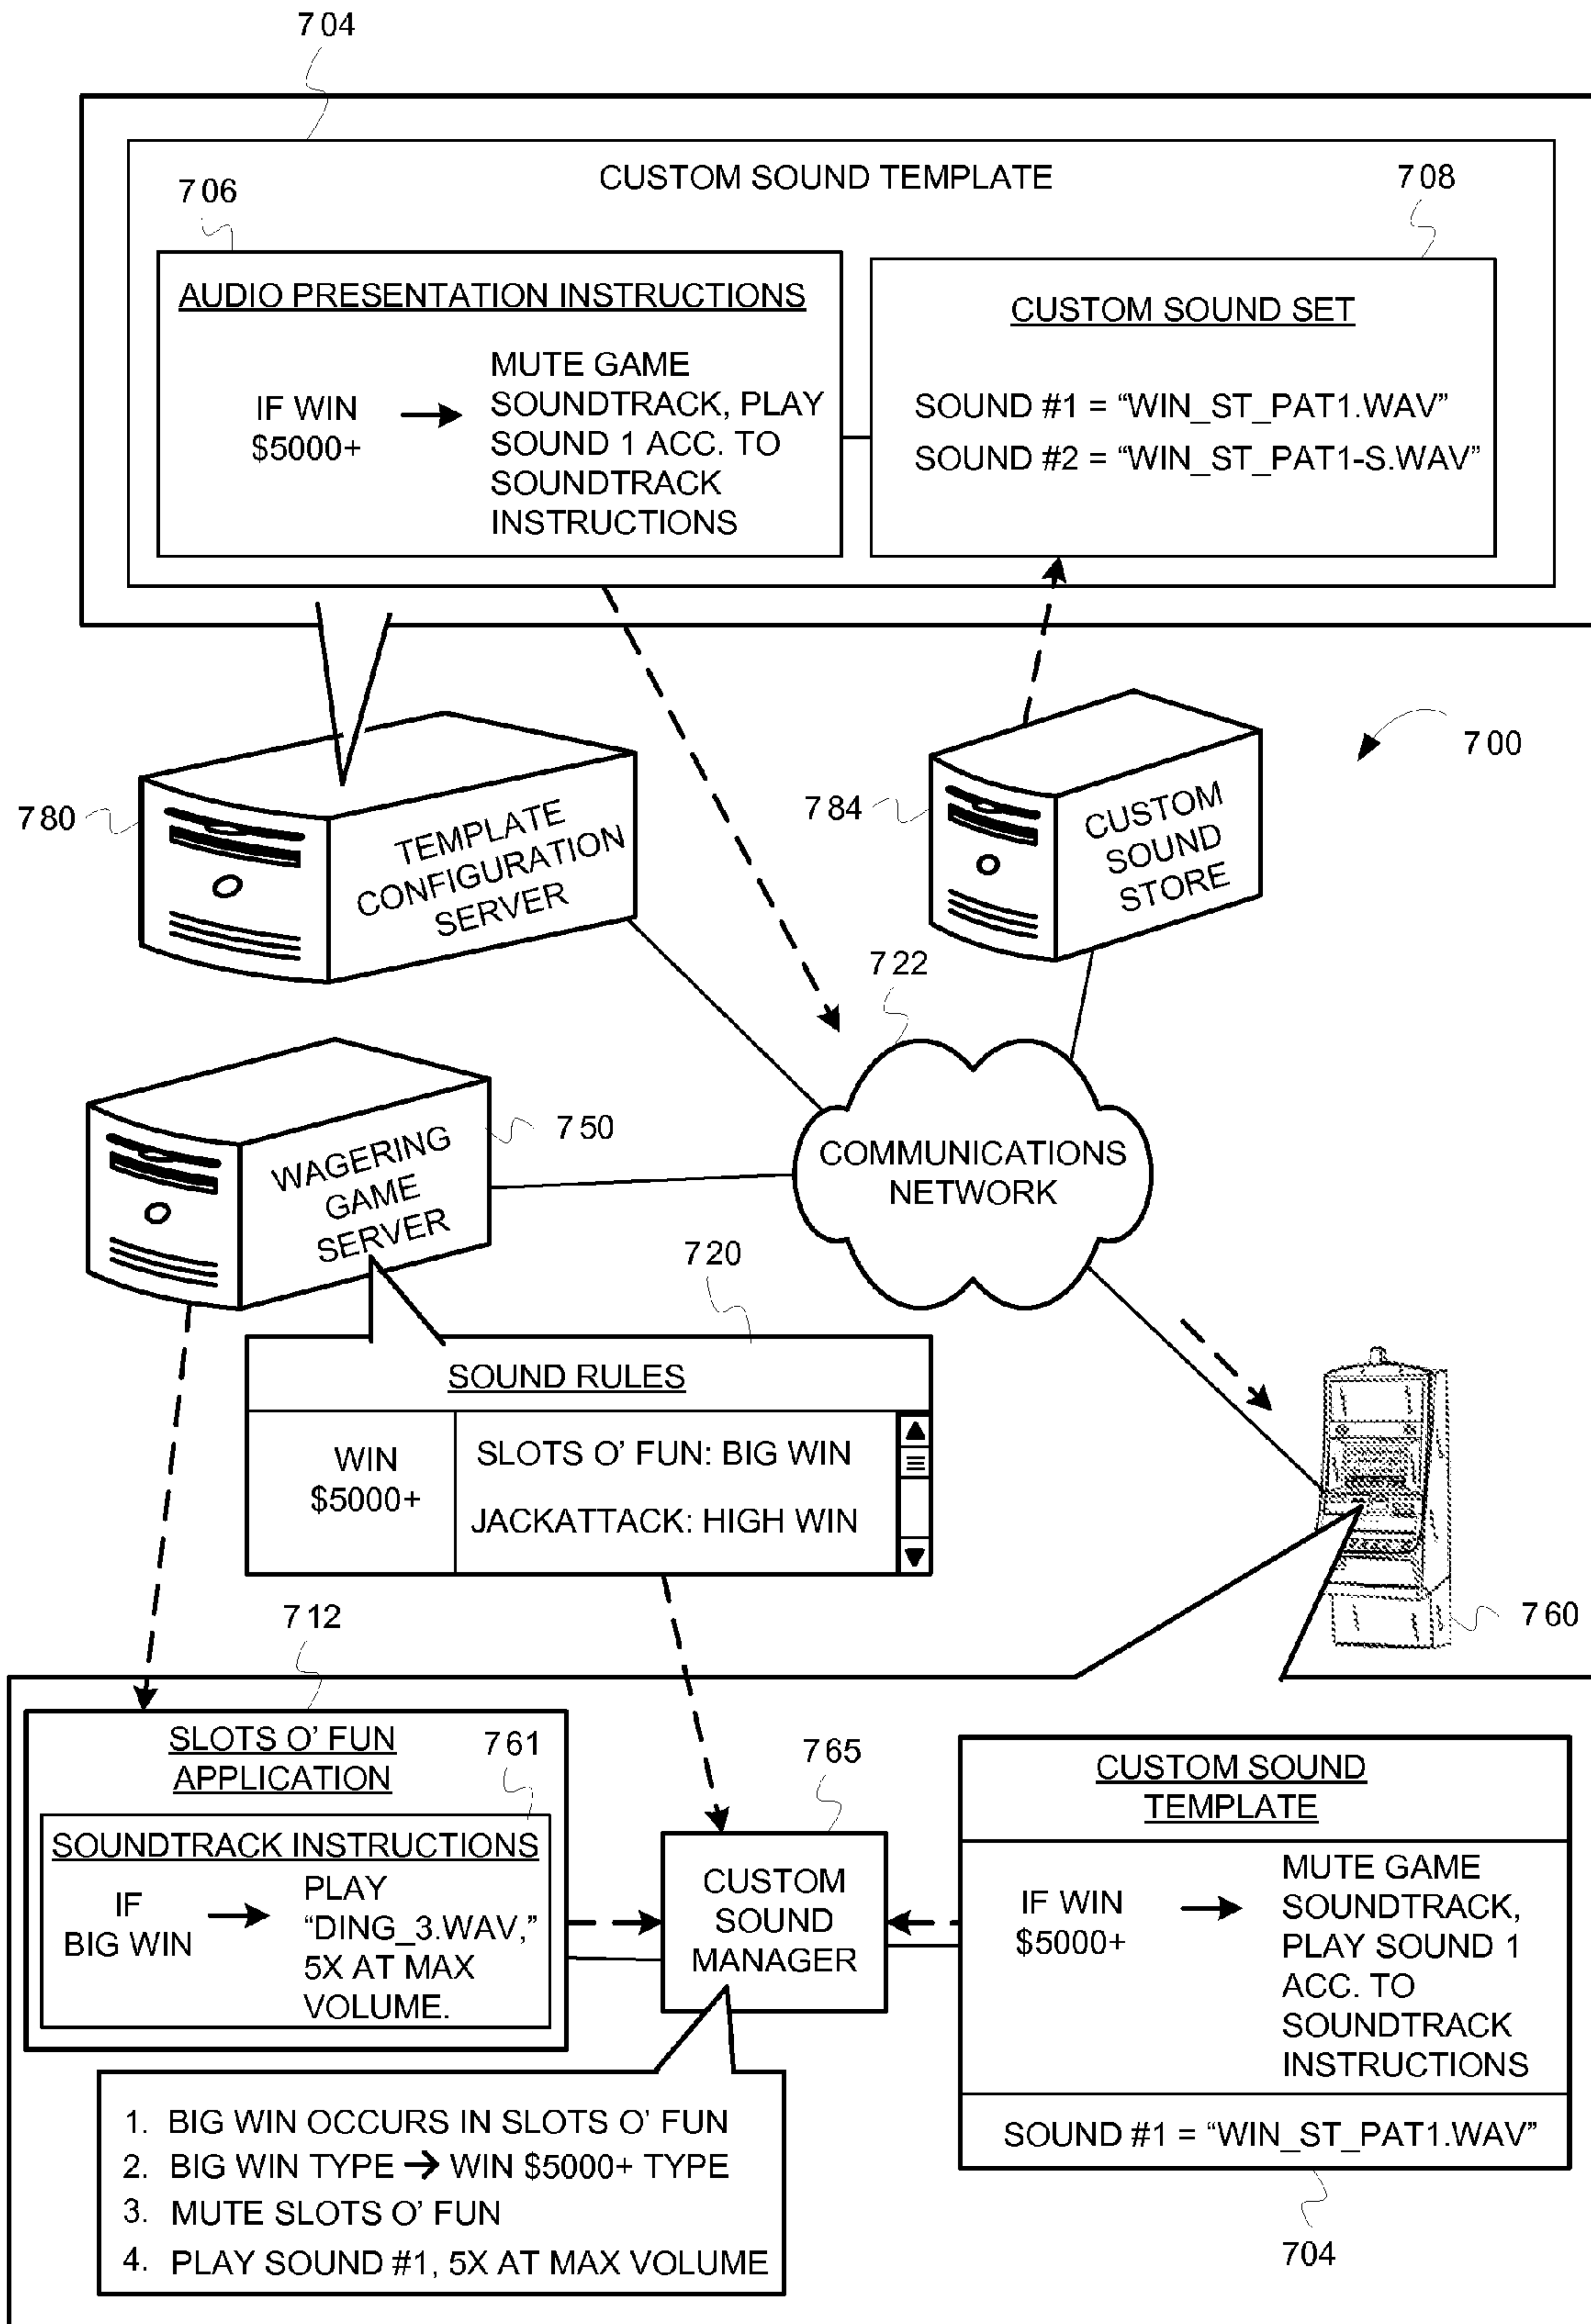 704
CUSTOM SOUND TEMPLATE
706
708
AUDIO PRESENTATION INSTRUCTIONS
IF WIN
$5000+
MUTE GAME
SOUNDTRACK, PLAY
SOUND 1 ACC. TO
SOUNDTRACK
INSTRUCTIONS
CUSTOM SOUND SET
SOUND #1 = “WIN_ST_PAT1.WAV”
SOUND #2 = “WIN_ST_PAT1-S.WAV”
700
780
TEMPLATE
CONFIGURATION
SERVER
784
CUSTOM
SOUND
STORE
722
COMMUNICATIONS
NETWORK
750
WAGERING
GAME
SERVER
720
SOUND RULES
WIN
$5000+
SLOTS O’ FUN: BIG WIN
JACKATTACK: HIGH WIN
760
712
SLOTS O’ FUN
APPLICATION
761
SOUNDTRACK INSTRUCTIONS
IF
BIG WIN
PLAY
“DING_3.WAV,”
5X AT MAX
VOLUME.
765
CUSTOM
SOUND
MANAGER
CUSTOM SOUND
TEMPLATE
IF WIN
$5000+
MUTE GAME
SOUNDTRACK,
PLAY SOUND 1
ACC. TO
SOUNDTRACK
INSTRUCTIONS
SOUND #1 = “WIN_ST_PAT1.WAV”
704
1. BIG WIN OCCURS IN SLOTS O’ FUN
2. BIG WIN TYPE → WIN $5000+ TYPE
3. MUTE SLOTS O’ FUN
4. PLAY SOUND #1, 5X AT MAX VOLUME